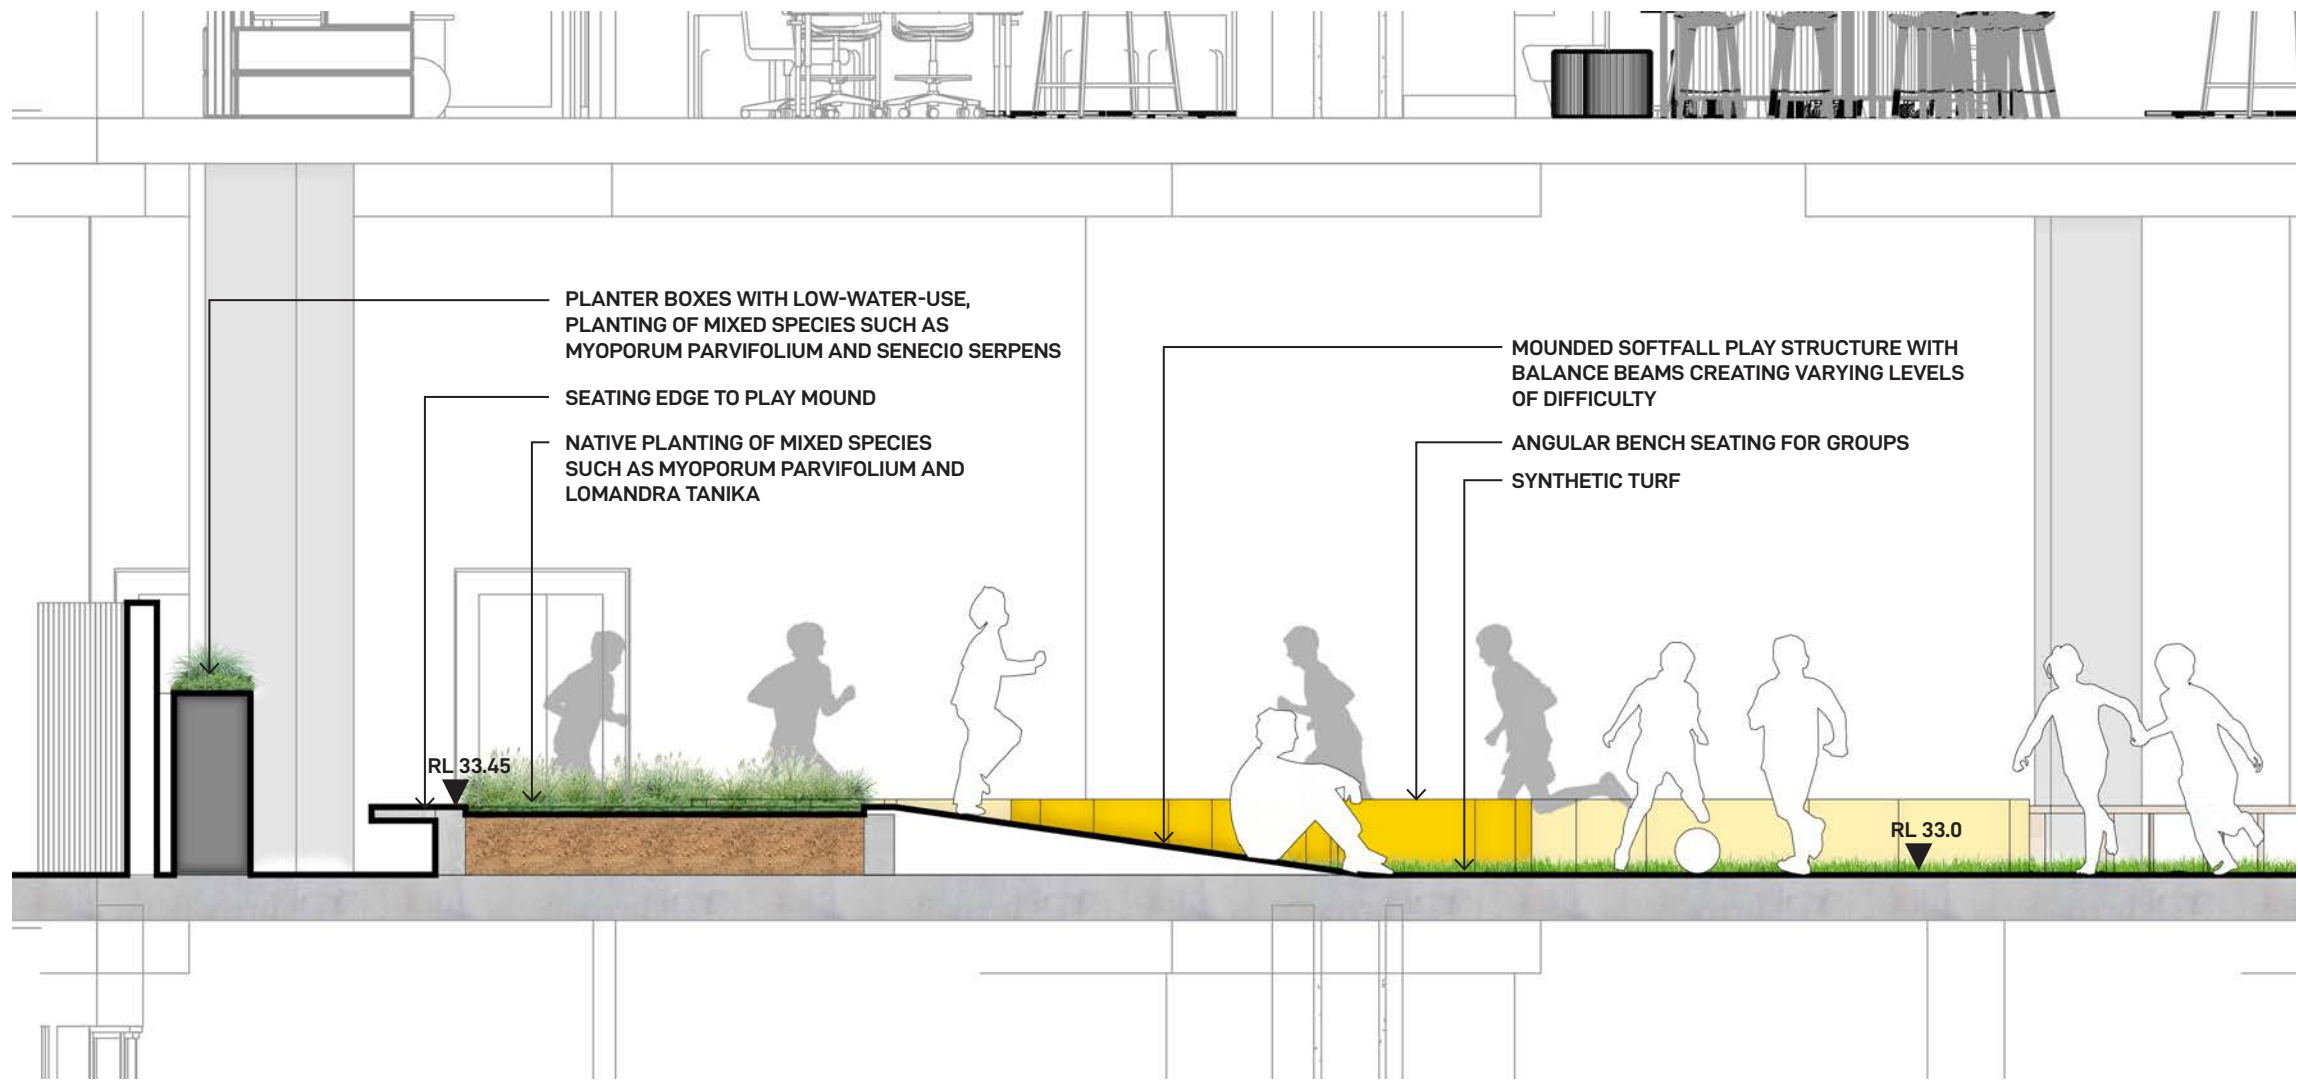 PLANTER BOXES WITH LOW-WATER-USE,
PLANTING OF MIXED SPECIES SUCH AS
MYOPORUM PARVIFOLIUM AND SENECIO SERPENS
SEATING EDGE TO PLAY MOUND
NATIVE PLANTING OF MIXED SPECIES
SUCH AS MYOPORUM PARVIFOLIUM AND
LOMANDRA TANIKA
MOUNDED SOFTFALL PLAY STRUCTURE WITH
BALANCE BEAMS CREATING VARYING LEVELS
OF DIFFICULTY
ANGULAR BENCH SEATING FOR GROUPS
SYNTHETIC TURF
RL 33.45
RL 33.0